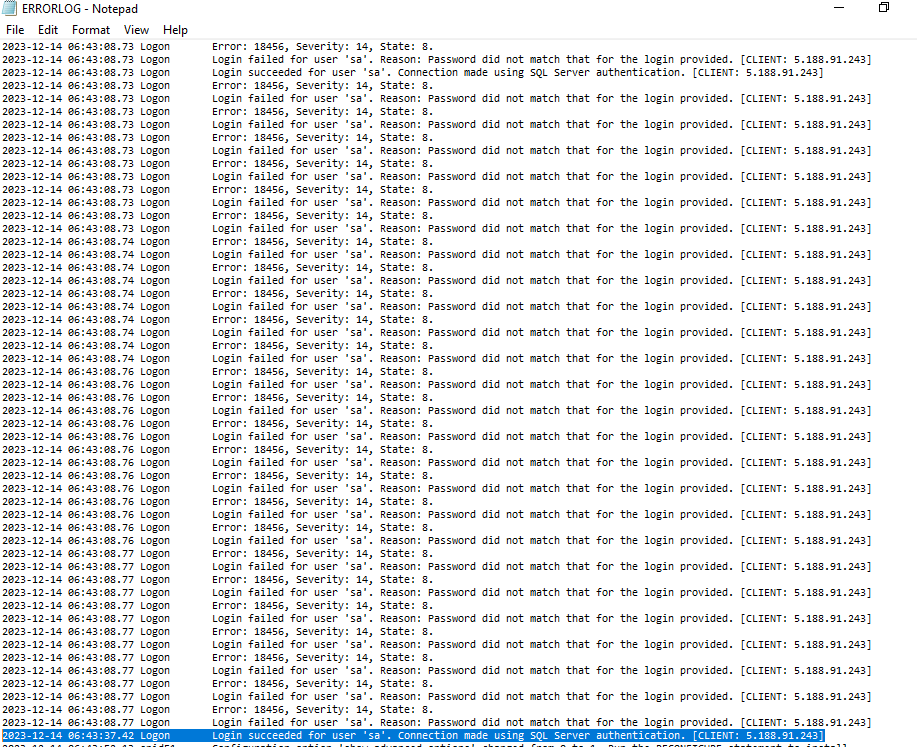 ERRORLOG - Notepad
File Edit Format View Help
2023-12-14 06:43:08.73 Logon Error: 18456, Severity: 14, State: 8.
2023-12-14 06:43:08.73 Logon Login failed for user 'sa'. Reason: Password did not match that for the login provided. [CLIENT: 5.188.91.243]
2023-12-14 06:43:08.73 Logon Login succeeded for user 'sa'. Connection made using SQL Server authentication. [CLIENT: 5.188.91.243]
2023-12-14 06:43:08.73 Logon Error: 18456, Severity: 14, State: 8.
2023-12-14 06:43:08.73 Logon Login failed for user 'sa'. Reason: Password did not match that for the login provided. [CLIENT: 5.188.91.243]
2023-12-14 06:43:08.73 Logon Error: 18456, Severity: 14, State: 8.
2023-12-14 06:43:08.73 Logon Login failed for user 'sa'. Reason: Password did not match that for the login provided. [CLIENT: 5.188.91.243]
2023-12-14 06:43:08.73 Logon Error: 18456, Severity: 14, State: 8.
2023-12-14 06:43:08.73 Logon Login failed for user 'sa'. Reason: Password did not match that for the login provided. [CLIENT: 5.188.91.243]
2023-12-14 06:43:08.73 Logon Error: 18456, Severity: 14, State: 8.
2023-12-14 06:43:08.73 Logon Login failed for user 'sa'. Reason: Password did not match that for the login provided. [CLIENT: 5.188.91.243]
2023-12-14 06:43:08.73 Logon Error: 18456, Severity: 14, State: 8.
2023-12-14 06:43:08.73 Logon Login failed for user 'sa'. Reason: Password did not match that for the login provided. [CLIENT: 5.188.91.243]
2023-12-14 06:43:08.73 Logon Error: 18456, Severity: 14, State: 8.
2023-12-14 06:43:08.73 Logon Login failed for user 'sa'. Reason: Password did not match that for the login provided. [CLIENT: 5.188.91.243]
2023-12-14 06:43:08.74 Logon Error: 18456, Severity: 14, State: 8.
2023-12-14 06:43:08.74 Logon Login failed for user 'sa'. Reason: Password did not match that for the login provided. [CLIENT: 5.188.91.243]
2023-12-14 06:43:08.74 Logon Error: 18456, Severity: 14, State: 8.
2023-12-14 06:43:08.74 Logon Login failed for user 'sa'. Reason: Password did not match that for the login provided. [CLIENT: 5.188.91.243]
2023-12-14 06:43:08.74 Logon Error: 18456, Severity: 14, State: 8.
2023-12-14 06:43:08.74 Logon Login failed for user 'sa'. Reason: Password did not match that for the login provided. [CLIENT: 5.188.91.243]
2023-12-14 06:43:08.74 Logon Error: 18456, Severity: 14, State: 8.
2023-12-14 06:43:08.74 Logon Login failed for user 'sa'. Reason: Password did not match that for the login provided. [CLIENT: 5.188.91.243]
2023-12-14 06:43:08.74 Logon Error: 18456, Severity: 14, State: 8.
2023-12-14 06:43:08.74 Logon Login failed for user 'sa'. Reason: Password did not match that for the login provided. [CLIENT: 5.188.91.243]
2023-12-14 06:43:08.76 Logon Error: 18456, Severity: 14, State: 8.
2023-12-14 06:43:08.76 Logon Login failed for user 'sa'. Reason: Password did not match that for the login provided. [CLIENT: 5.188.91.243]
2023-12-14 06:43:08.76 Logon Error: 18456, Severity: 14, State: 8.
2023-12-14 06:43:08.76 Logon Login failed for user 'sa'. Reason: Password did not match that for the login provided. [CLIENT: 5.188.91.243]
2023-12-14 06:43:08.76 Logon Error: 18456, Severity: 14, State: 8.
2023-12-14 06:43:08.76 Logon Login failed for user 'sa'. Reason: Password did not match that for the login provided. [CLIENT: 5.188.91.243]
2023-12-14 06:43:08.76 Logon Error: 18456, Severity: 14, State: 8.
2023-12-14 06:43:08.76 Logon Login failed for user 'sa'. Reason: Password did not match that for the login provided. [CLIENT: 5.188.91.243]
2023-12-14 06:43:08.76 Logon Error: 18456, Severity: 14, State: 8.
2023-12-14 06:43:08.76 Logon Login failed for user 'sa'. Reason: Password did not match that for the login provided. [CLIENT: 5.188.91.243]
2023-12-14 06:43:08.76 Logon Error: 18456, Severity: 14, State: 8.
2023-12-14 06:43:08.76 Logon Login failed for user 'sa'. Reason: Password did not match that for the login provided. [CLIENT: 5.188.91.243]
2023-12-14 06:43:08.76 Logon Error: 18456, Severity: 14, State: 8.
2023-12-14 06:43:08.76 Logon Login failed for user 'sa'. Reason: Password did not match that for the login provided. [CLIENT: 5.188.91.243]
2023-12-14 06:43:08.77 Logon Error: 18456, Severity: 14, State: 8.
2023-12-14 06:43:08.77 Logon Login failed for user 'sa'. Reason: Password did not match that for the login provided. [CLIENT: 5.188.91.243]
2023-12-14 06:43:08.77 Logon Error: 18456, Severity: 14, State: 8.
2023-12-14 06:43:08.77 Logon Login failed for user 'sa'. Reason: Password did not match that for the login provided. [CLIENT: 5.188.91.243]
2023-12-14 06:43:08.77 Logon Error: 18456, Severity: 14, State: 8.
2023-12-14 06:43:08.77 Logon Login failed for user 'sa'. Reason: Password did not match that for the login provided. [CLIENT: 5.188.91.243]
2023-12-14 06:43:08.77 Logon Error: 18456, Severity: 14, State: 8.
2023-12-14 06:43:08.77 Logon Login failed for user 'sa'. Reason: Password did not match that for the login provided. [CLIENT: 5.188.91.243]
2023-12-14 06:43:08.77 Logon Error: 18456, Severity: 14, State: 8.
2023-12-14 06:43:08.77 Logon Login failed for user 'sa'. Reason: Password did not match that for the login provided. [CLIENT: 5.188.91.243]
2023-12-14 06:43:08.77 Logon Error: 18456, Severity: 14, State: 8.
2023-12-14 06:43:08.77 Logon Login failed for user 'sa'. Reason: Password did not match that for the login provided. [CLIENT: 5.188.91.243]
2023-12-14 06:43:08.77 Logon Error: 18456, Severity: 14, State: 8.
2023-12-14 06:43:08.77 Logon Login failed for user 'sa'. Reason: Password did not match that for the login provided. [CLIENT: 5.188.91.243]
2023-12-14 06:43:37.42 Logon Login succeeded for user 'sa'. Connection made using SQL Server authentication. [CLIENT: 5.188.91.243]